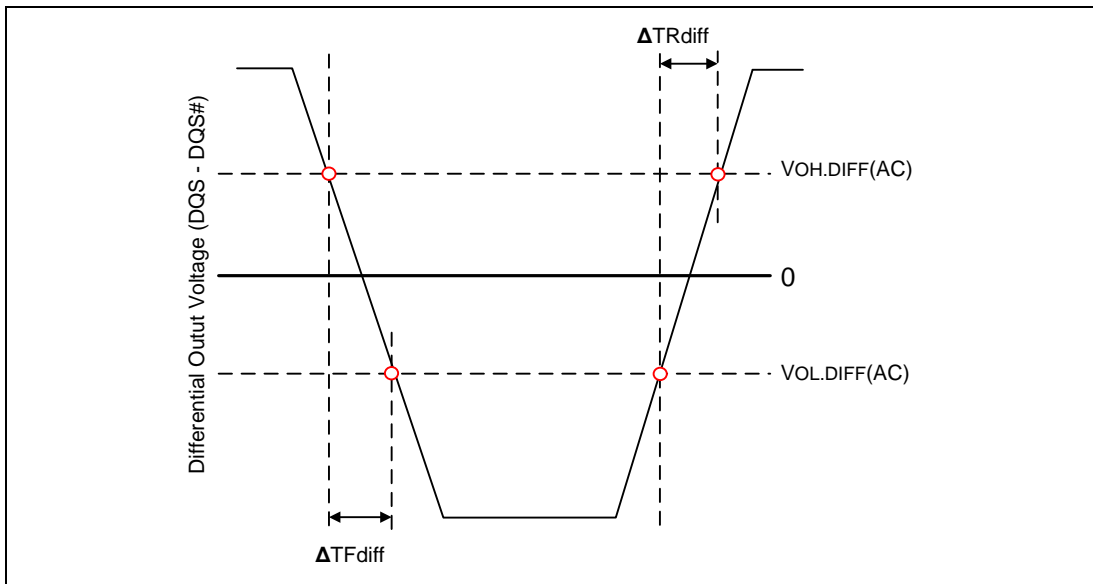 ΔTRdiff
Differential Outut Voltage (DQS - DQS#)
VOH.DIFF(AC)
0
VOL.DIFF(AC)
ΔTFdiff